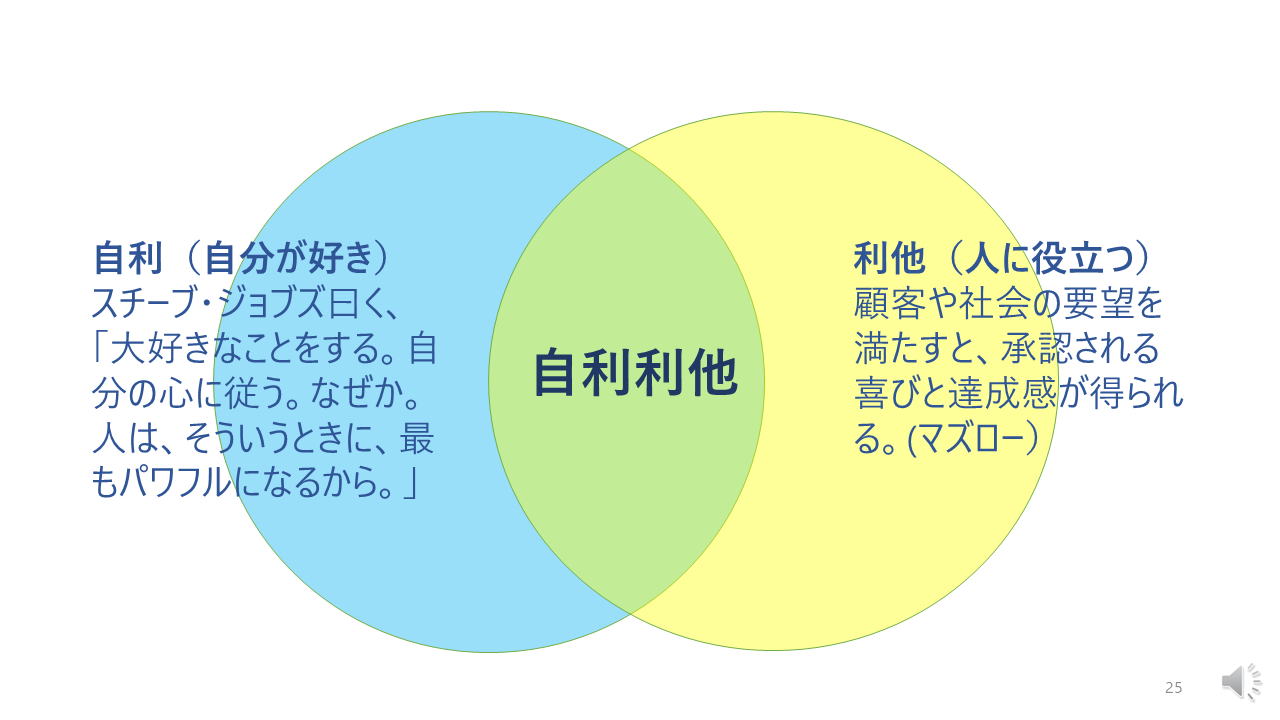 自利（自分が好き）
スチーブ・ジョブズ曰く、
「大好きなことをする。自
分の心に従う。なぜか。
人は、そういうときに、最
もパワフルになるから。」
自利利他
利他（人に役立つ）
顧客や社会の要望を
満たすと、承認される
喜びと達成感が得られ
る。(マズロー）
25